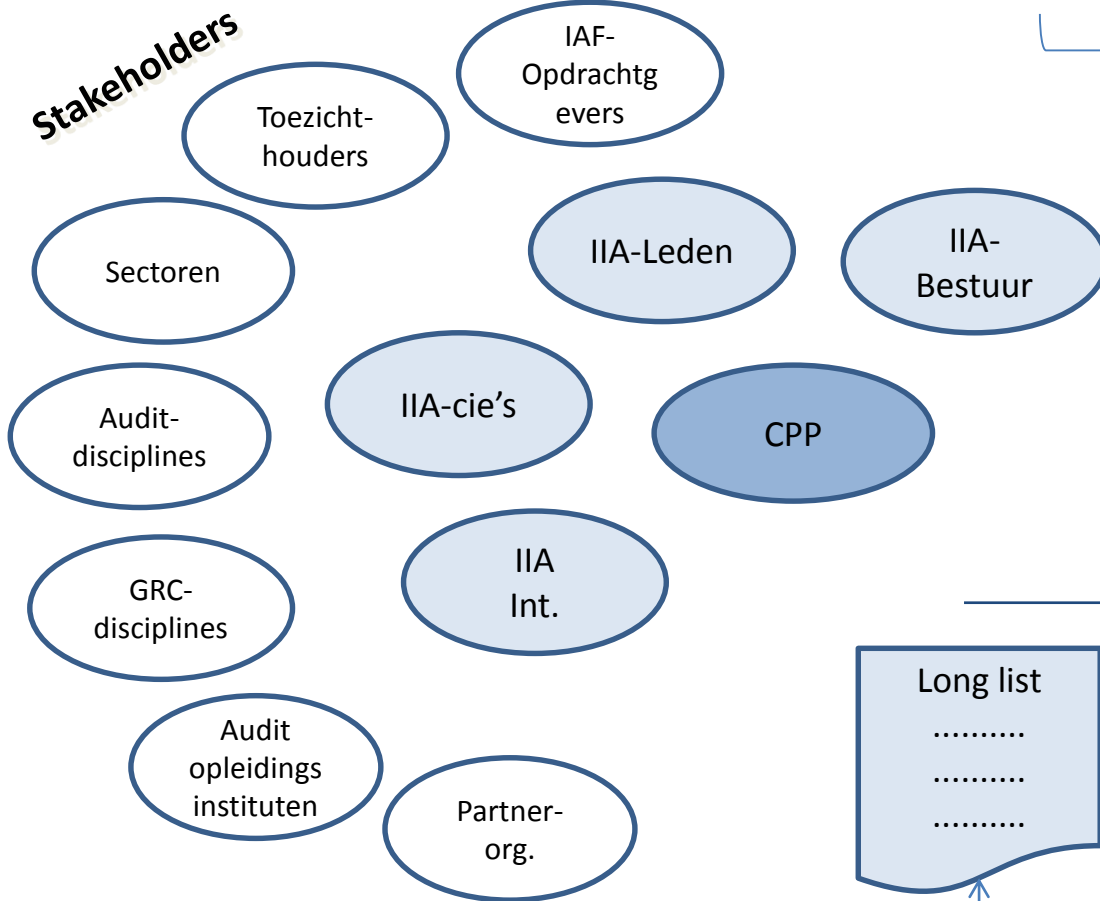 Stakeholders
IAF-
Opdrachtg
evers
Toezicht-
houders
Sectoren
IIA-Leden
IIA-
Bestuur
IIA-cie's
CPP
Audit-
disciplines
IIA
Int.
GRC-
disciplines
Audit
opleidings
instituten
Partner-
org.
Long list
..........
..........
..........